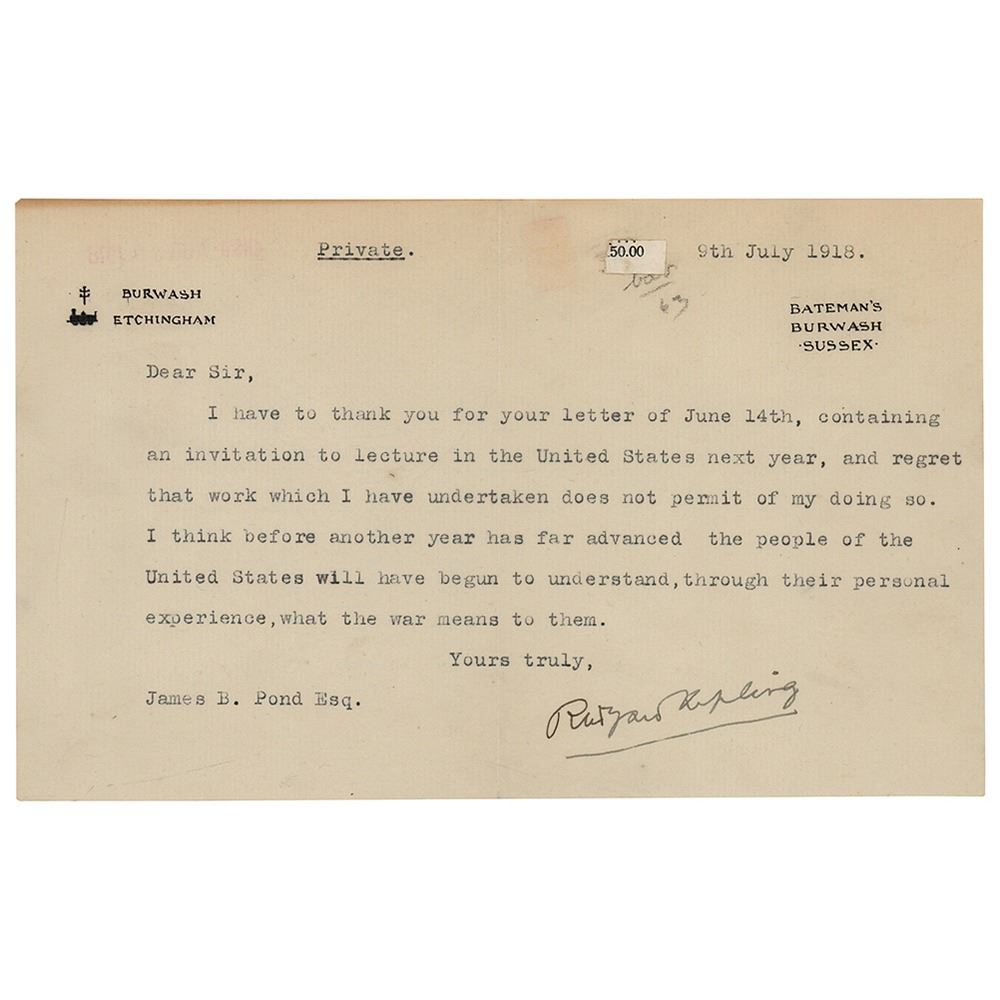 Private.
50.00
9th July 1918.
63
BURWASH
ETCHINGHAM
BATEMAN'S
BURWASH
·SUSSEX·
Dear Sir,
I have to thank you for your letter of June 14th, containing
an invitation to lecture in the United States next year, and regret
that work which I have undertaken does not permit of my doing so.
I think before another year has far advanced the people of the
United States will have begun to understand,through their personal
experience,what the war means to them.
Yours truly,
James B. Pond Esq.
Rudyard Kipling